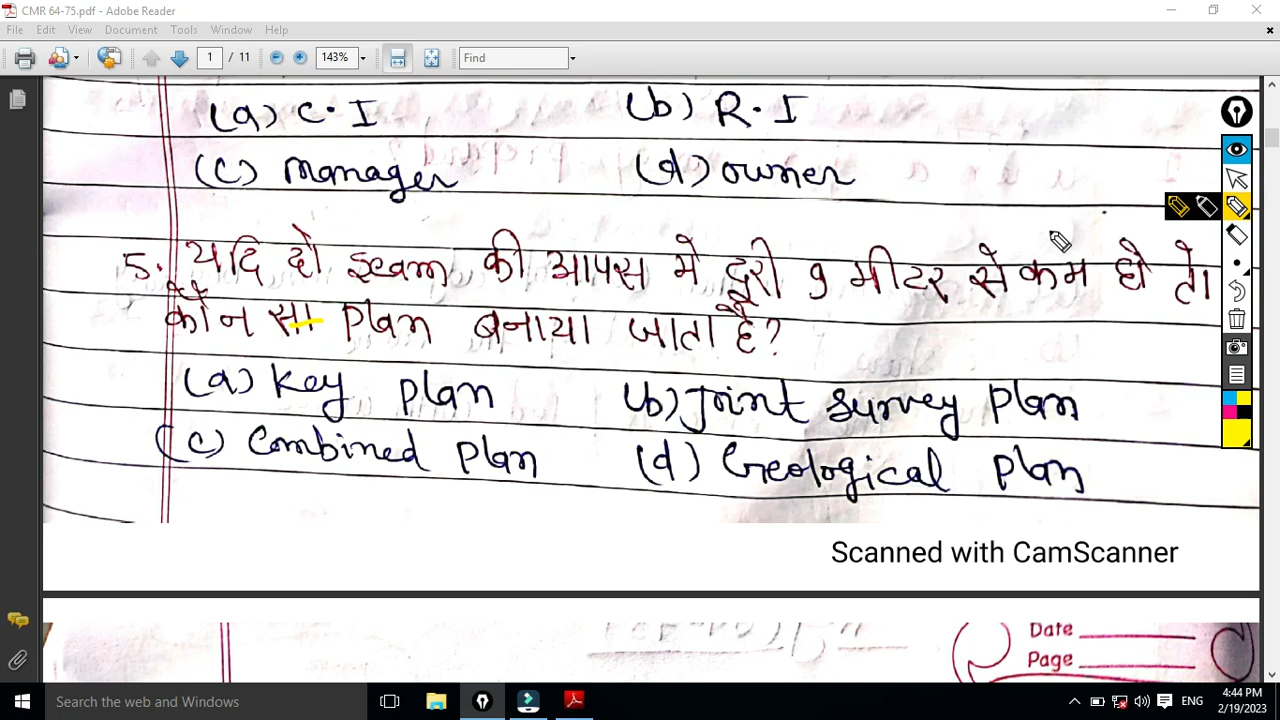 CMR 64-75.pdf - Adobe Reader
File Edit View Document Tools Window Help
1 / 11 143% Find
(a) C.I (b) R.I
(c) manager (d) owner
5. यदि दो seam की आपस मे दुरी 9 मीटर से कम हो तो
कौन सा plan बनाया जाता है?
(a) Key plan (b) Joint Survey Plan
(c) Combined plan (d) Geological plan
Scanned with CamScanner
Date
Page
Search the web and Windows
ENG
4:44 PM
2/19/2023